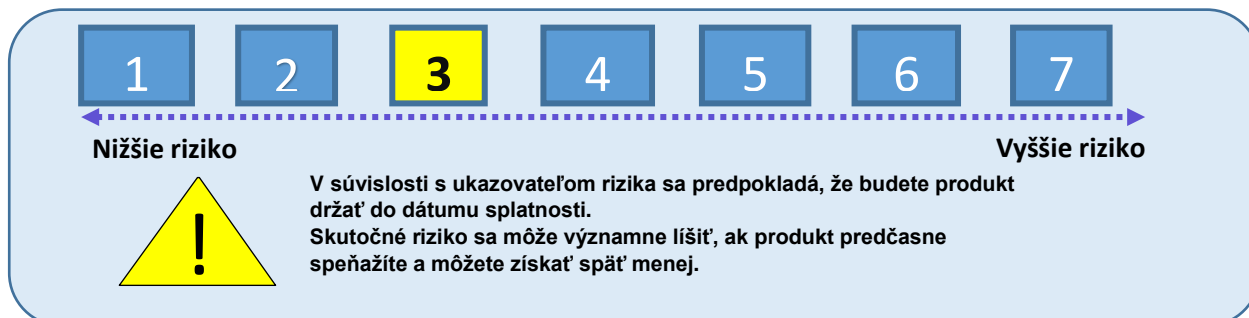 1 2 3 4 5 6 7
Nižšie riziko
Vyššie riziko
!
V súvislosti s ukazovateľom rizika sa predpokladá, že budete produkt
držať do dátumu splatnosti.
Skutočné riziko sa môže významne líšiť, ak produkt predčasne
speňažíte a môžete získať späť menej.